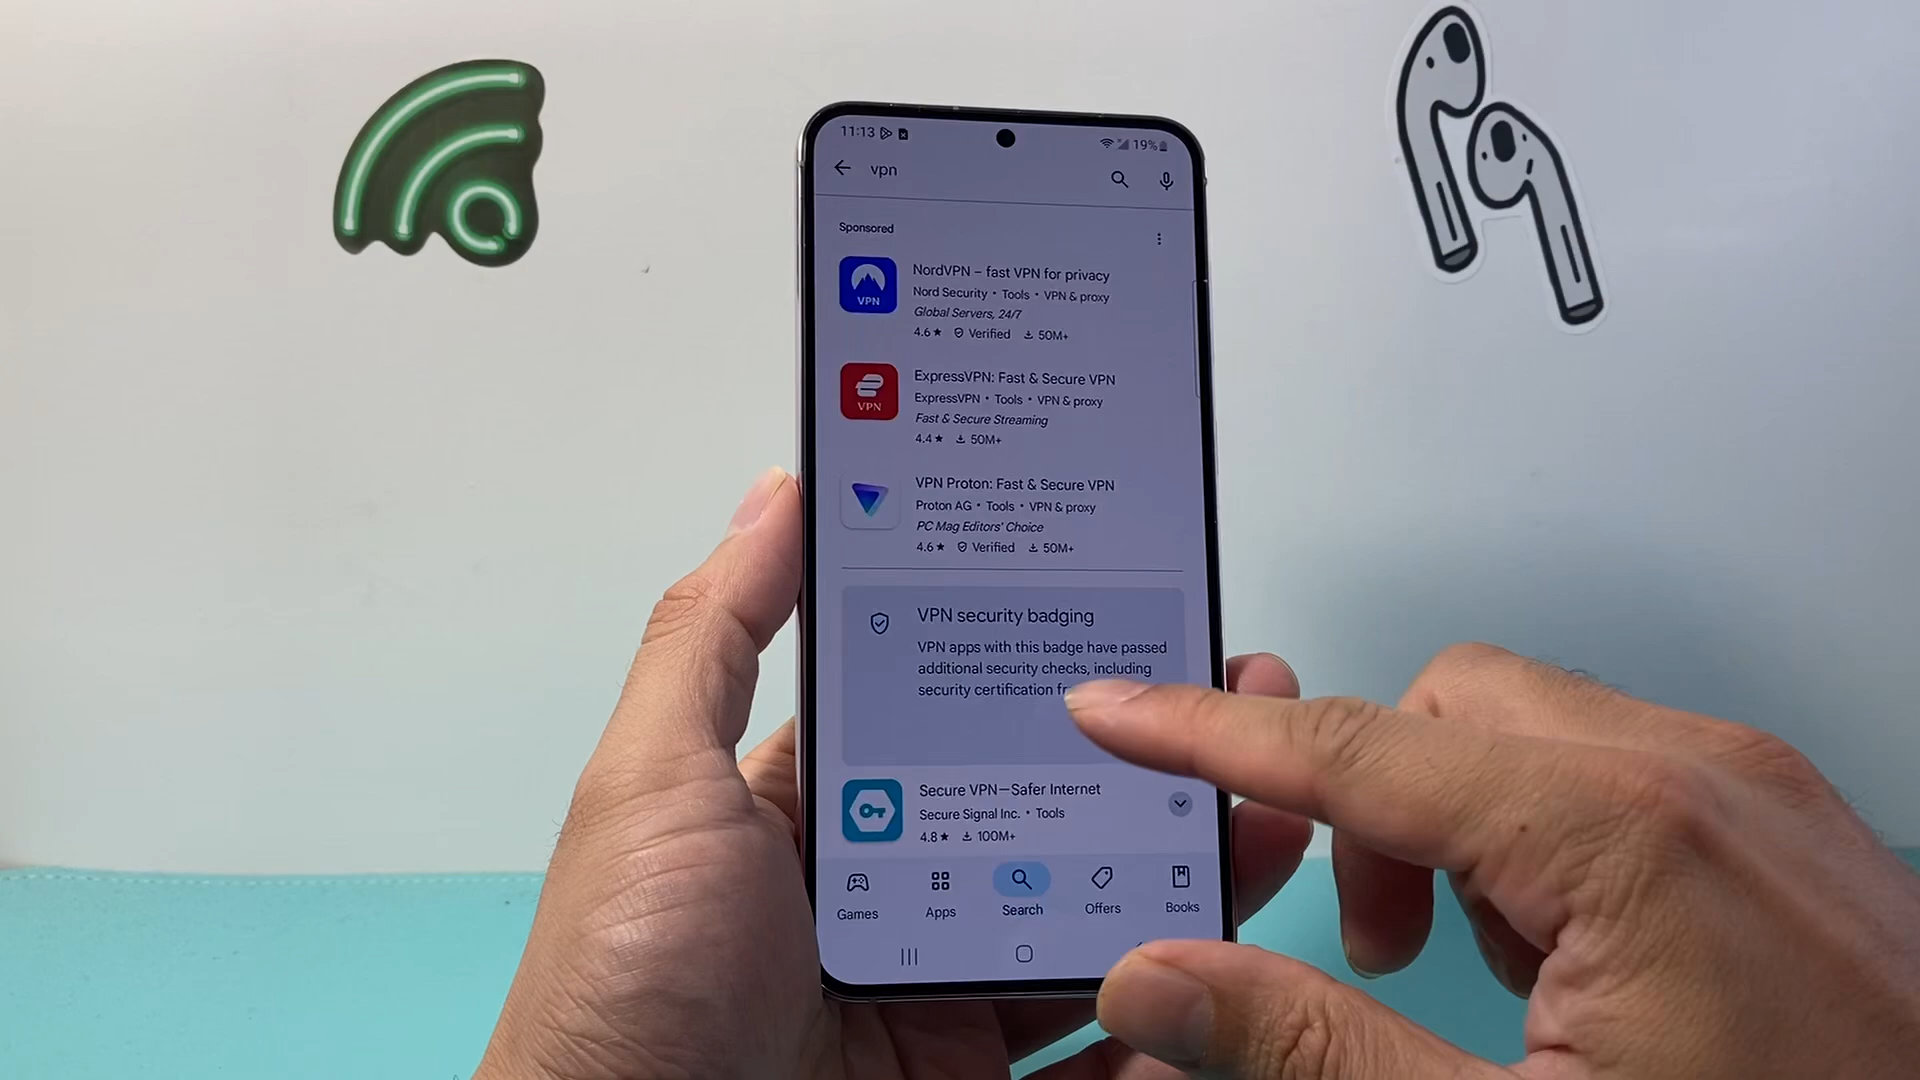 11:13
19%
vpn
Sponsored
VPN
NordVPN – fast VPN for privacy
Nord Security • Tools • VPN & proxy
Global Servers, 24/7
4.6★ Verified 50M+
VPN
ExpressVPN: Fast & Secure VPN
ExpressVPN • Tools • VPN & proxy
Fast & Secure Streaming
4.4★ 50M+
VPN Proton: Fast & Secure VPN
Proton AG • Tools • VPN & proxy
PC Mag Editors' Choice
4.6★ Verified 50M+
VPN security badging
VPN apps with this badge have passed
additional security checks, including
security certification
Secure VPN—Safer Internet
Secure Signal Inc. • Tools
4.8★ 100M+
Games
Apps
Search
Offers
Books